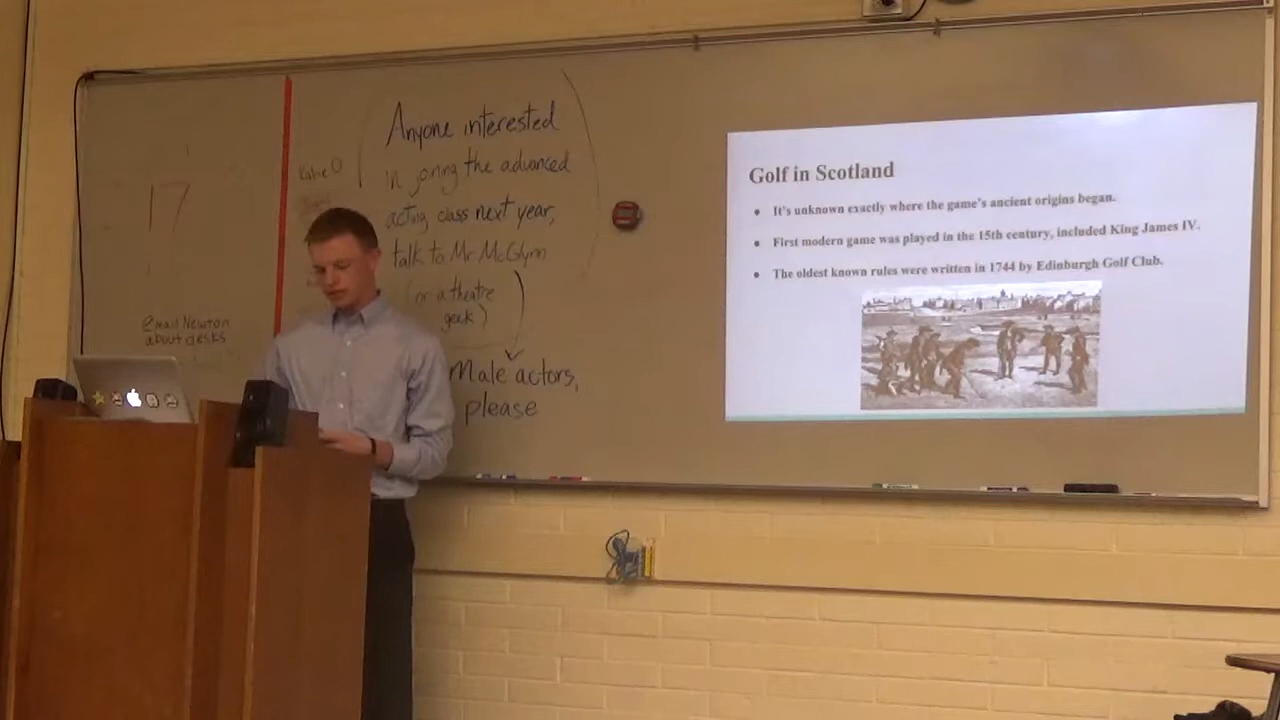 17
@mail Newton
about desks
Katie O
Anyone interested
in joining the advanced
acting class next year,
talk to Mr. McGlynn
(or a theatre
geek)
Male actors,
please
Golf in Scotland
● It's unknown exactly where the game's ancient origins began.
● First modern game was played in the 15th century, included King James IV.
● The oldest known rules were written in 1744 by Edinburgh Golf Club.